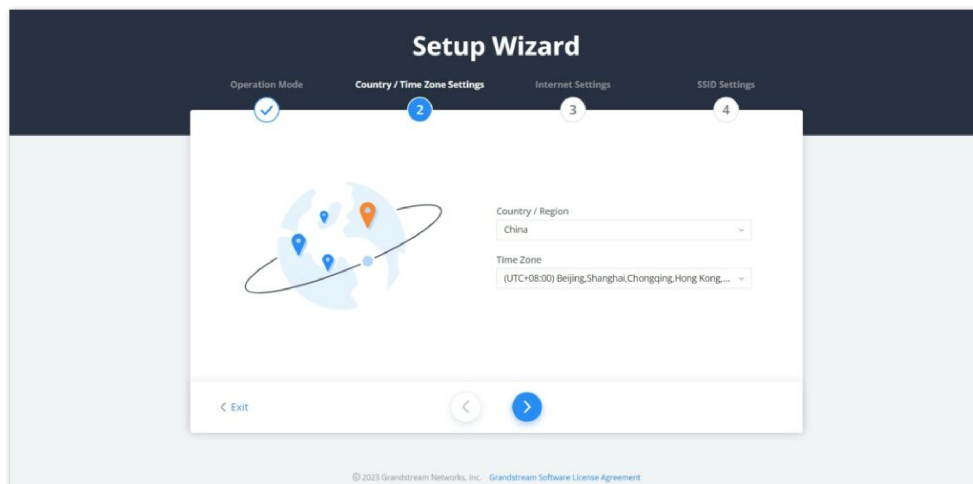 Setup Wizard
Operation Mode
Country / Time Zone Settings
Internet Settings
SSID Settings
2
3
4
Country / Region
China
Time Zone
(UTC+08:00) Beijing,Shanghai,Chongqing,Hong Kong,...
Exit
© 2023 Grandstream Networks, Inc. Grandstream Software License Agreement